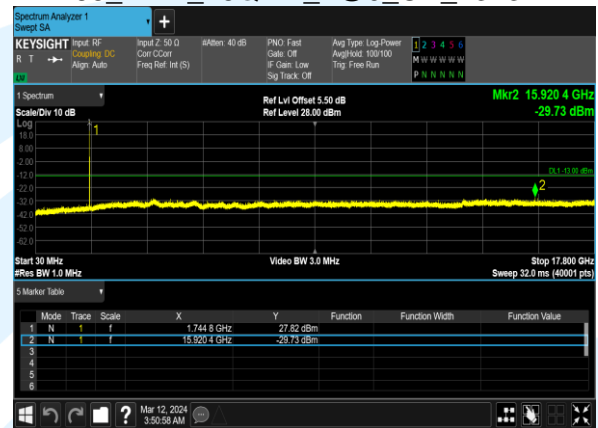 Spectrum Analyzer 1
Swept SA
KEYSIGHT Input: RF Input Z: 50 Ω #Atten: 40 dB PNO: Fast Avg Type: Log-Power 1 2 3 4 5 6
R T Coupling: DC Corr CCorr Gate: Off Avg|Hold: 100/100 M W W W W W
Align: Auto Freq Ref: Int (S) IF Gain: Low Trig: Free Run P N N N N N
Sig Track: Off
1 Spectrum Ref Lvl Offset 5.50 dB Mkr2 15.920 4 GHz
Scale/Div 10 dB Ref Level 28.00 dBm -29.73 dBm
Log
1
18.0
8.00
-2.00
-12.0 DL1 -13.00 dBm
-22.0 2
-32.0
-42.0
-52.0
-62.0
Start 30 MHz Video BW 3.0 MHz Stop 17.800 GHz
#Res BW 1.0 MHz Sweep 32.0 ms (40001 pts)
5 Marker Table
Mode Trace Scale X Y Function Function Width Function Value
1 N 1 f 1.744 8 GHz 27.82 dBm
2 N 1 f 15.920 4 GHz -29.73 dBm
3
4
5
6
? Mar 12, 2024
3:50:58 AM